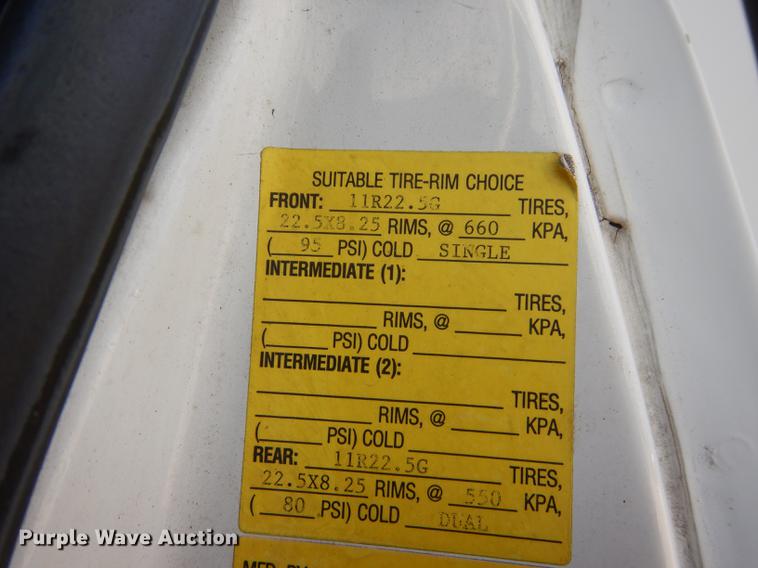 SUITABLE TIRE-RIM CHOICE
FRONT: 11R22.5G TIRES,
22.5X8.25 RIMS, @ 660 KPA,
( 95 PSI) COLD SINGLE
INTERMEDIATE (1):
TIRES,
RIMS, @ KPA,
( PSI) COLD
INTERMEDIATE (2):
TIRES,
RIMS, @ KPA,
( PSI) COLD
REAR: 11R22.5G TIRES,
22.5X8.25 RIMS, @ 550 KPA,
( 80 PSI) COLD DUAL
Purple Wave Auction